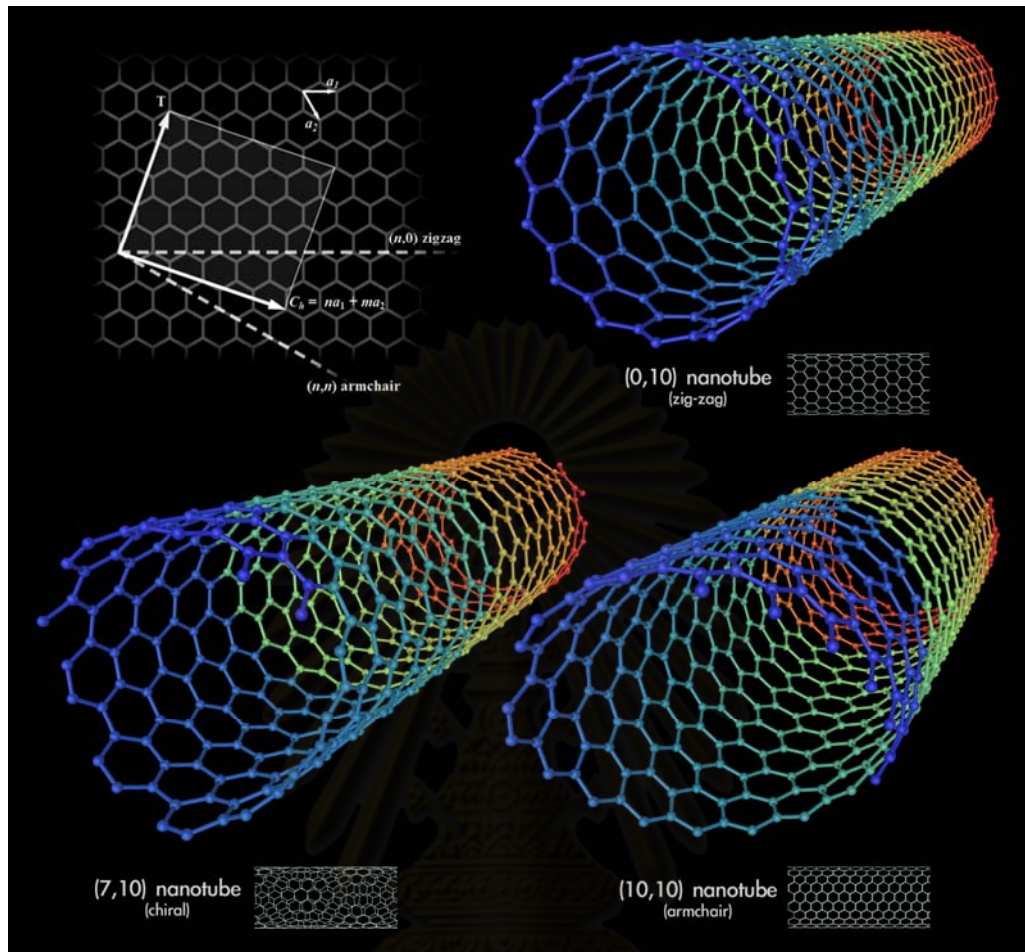 T
a1
a2
(n,0) zigzag
Ch = na1 + ma2
(n,n) armchair
(0,10) nanotube
(zig-zag)
(7,10) nanotube
(chiral)
(10,10) nanotube
(armchair)